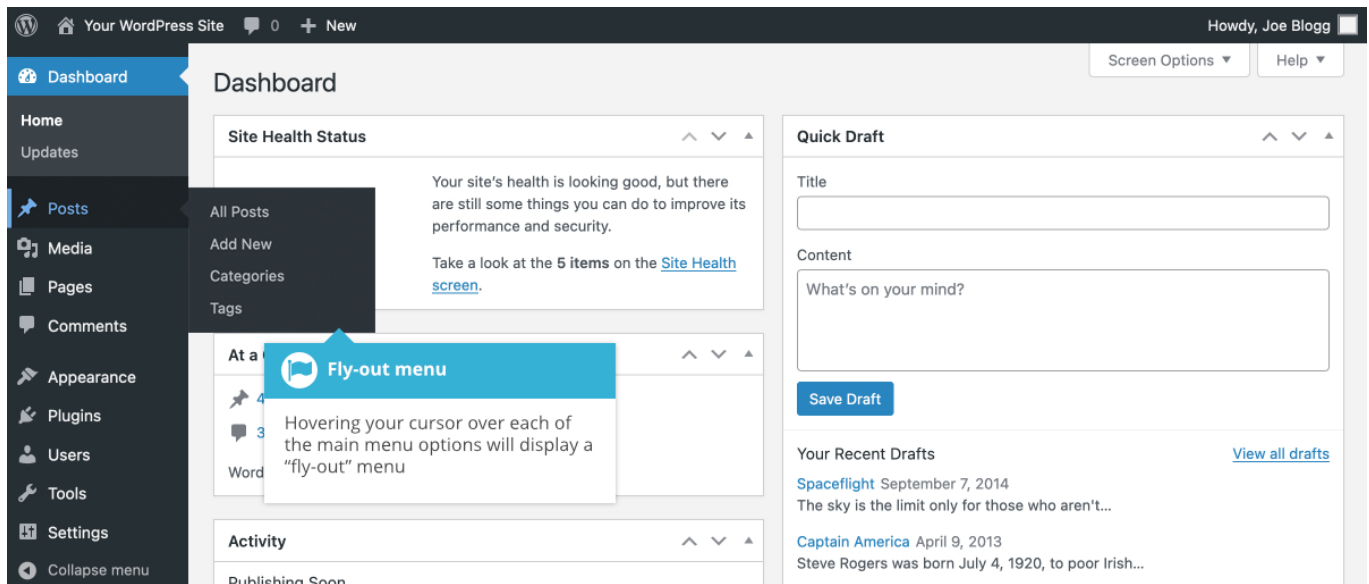 Your WordPress Site 0 New Howdy, Joe Blogg
Screen Options Help
Dashboard
Home
Updates
Posts
Media
Pages
Comments
Appearance
Plugins
Users
Tools
Settings
Collapse menu
All Posts
Add New
Categories
Tags
Dashboard
Site Health Status
Your site's health is looking good, but there
are still some things you can do to improve its
performance and security.
Take a look at the 5 items on the Site Health
screen.
At a
4
3
Word
Fly-out menu
Hovering your cursor over each of
the main menu options will display a
“fly-out” menu
Activity
Publishing Soon
Quick Draft
Title
Content
What's on your mind?
Save Draft
Your Recent Drafts View all drafts
Spaceflight September 7, 2014
The sky is the limit only for those who aren't...
Captain America April 9, 2013
Steve Rogers was born July 4, 1920, to poor Irish...